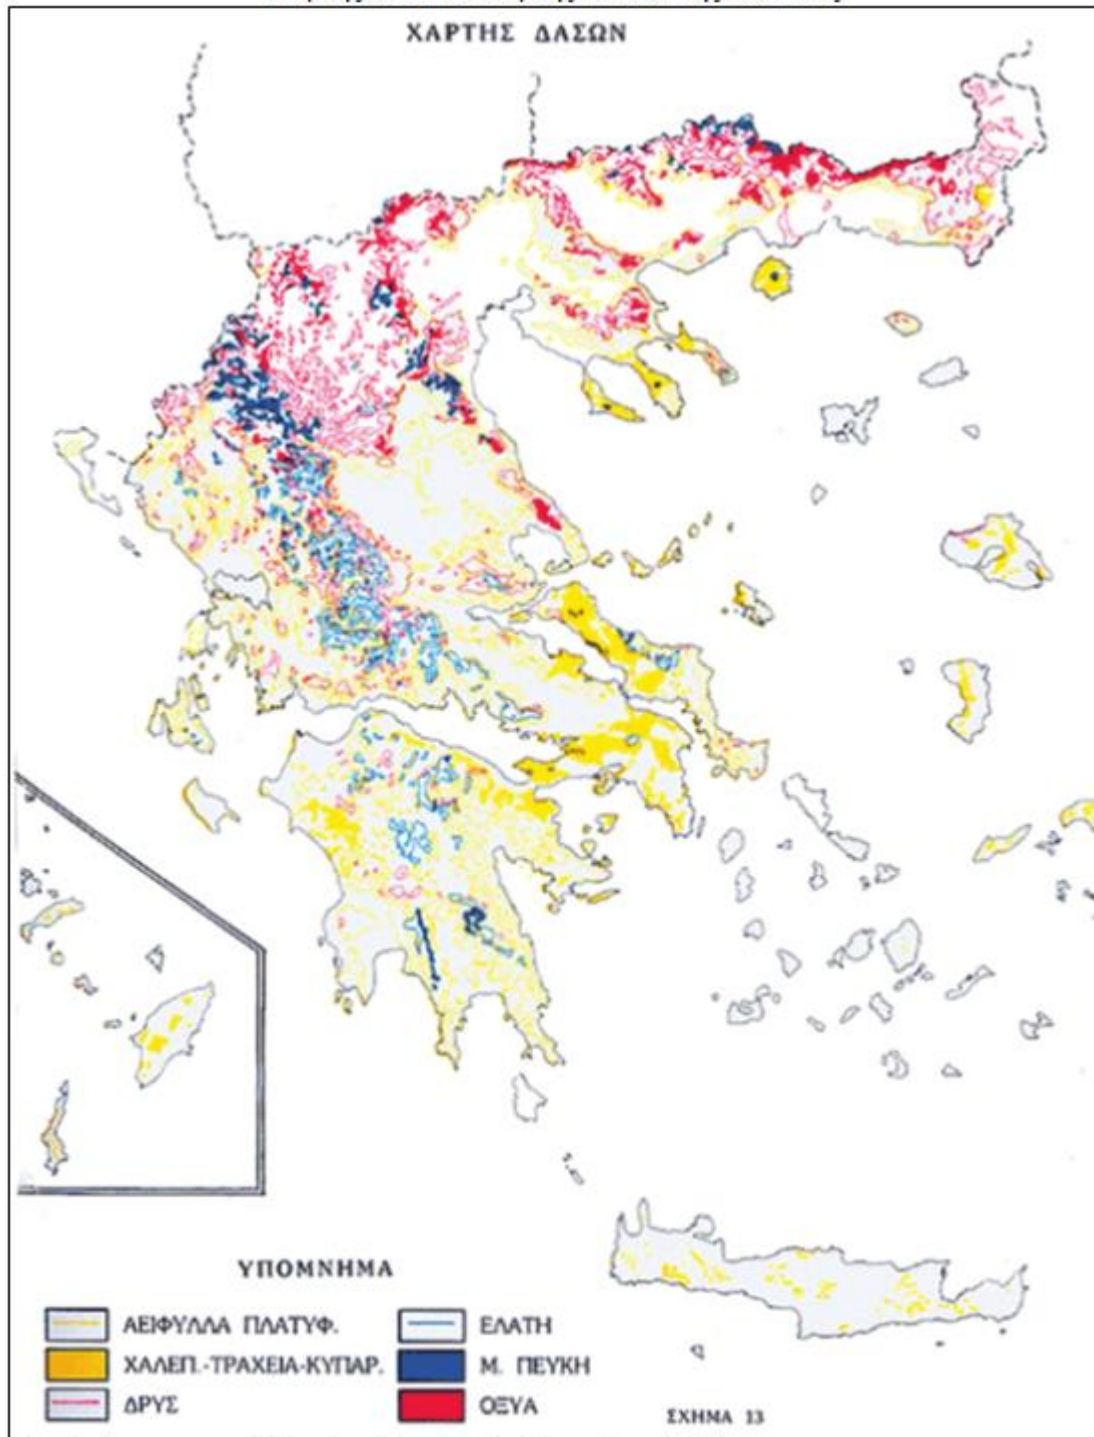 ΧΑΡΤΗΣ ΔΑΣΩΝ
ΥΠΟΜΝΗΜΑ
ΑΕΙΦΥΛΛΑ ΠΛΑΤΥΦ.
ΧΑΛΕΠ.-ΤΡΑΧΕΙΑ-ΚΥΠΑΡ.
ΔΡΥΣ
ΕΛΑΤΗ
Μ. ΠΕΥΚΗ
ΟΞΥΑ
ΣΧΗΜΑ 13